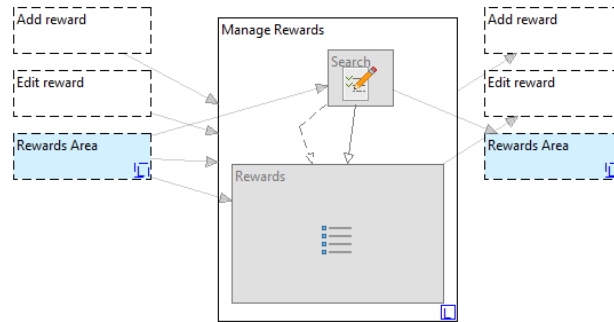 Add reward
Edit reward
Rewards Area
L
Manage Rewards
Search
Rewards
L
Add reward
Edit reward
Rewards Area
L